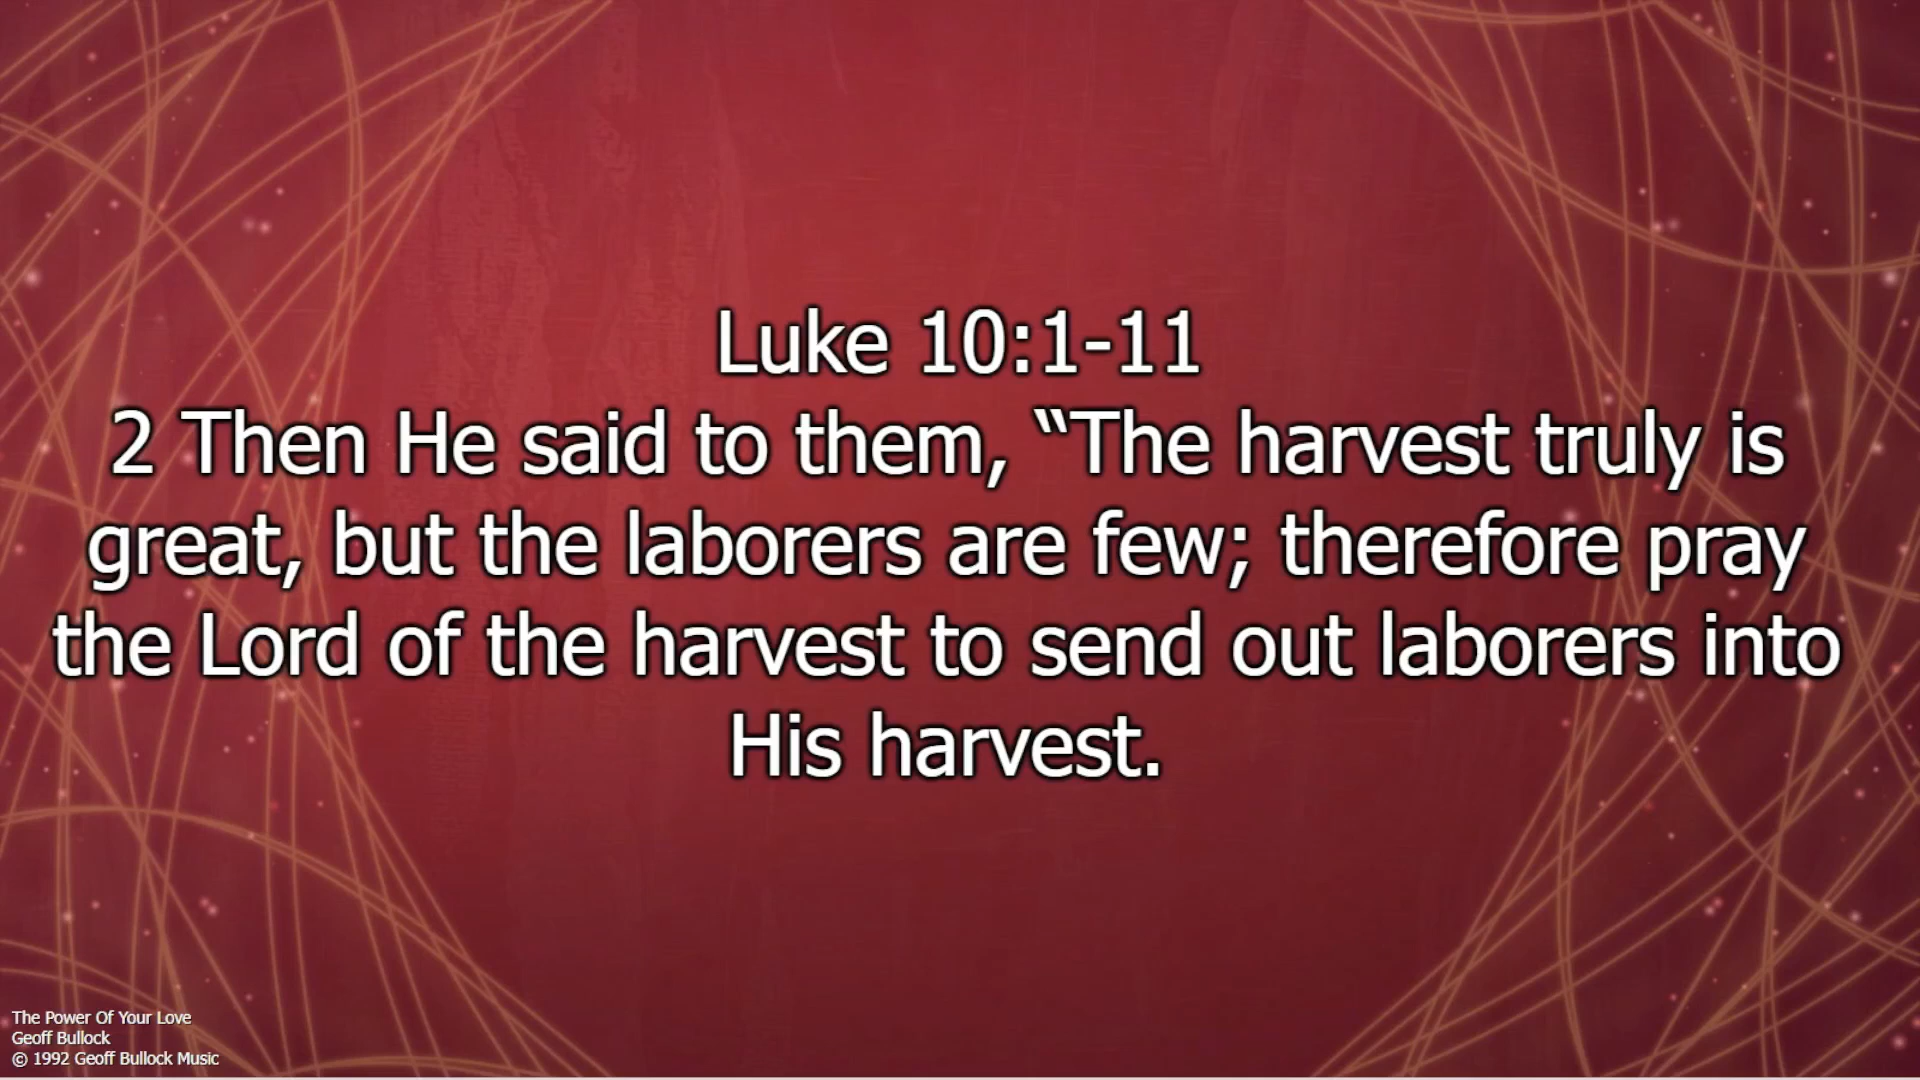 Luke 10:1-11
2 Then He said to them, “The harvest truly is
great, but the laborers are few; therefore pray
the Lord of the harvest to send out laborers into
His harvest.
The Power Of Your Love
Geoff Bullock
© 1992 Geoff Bullock Music